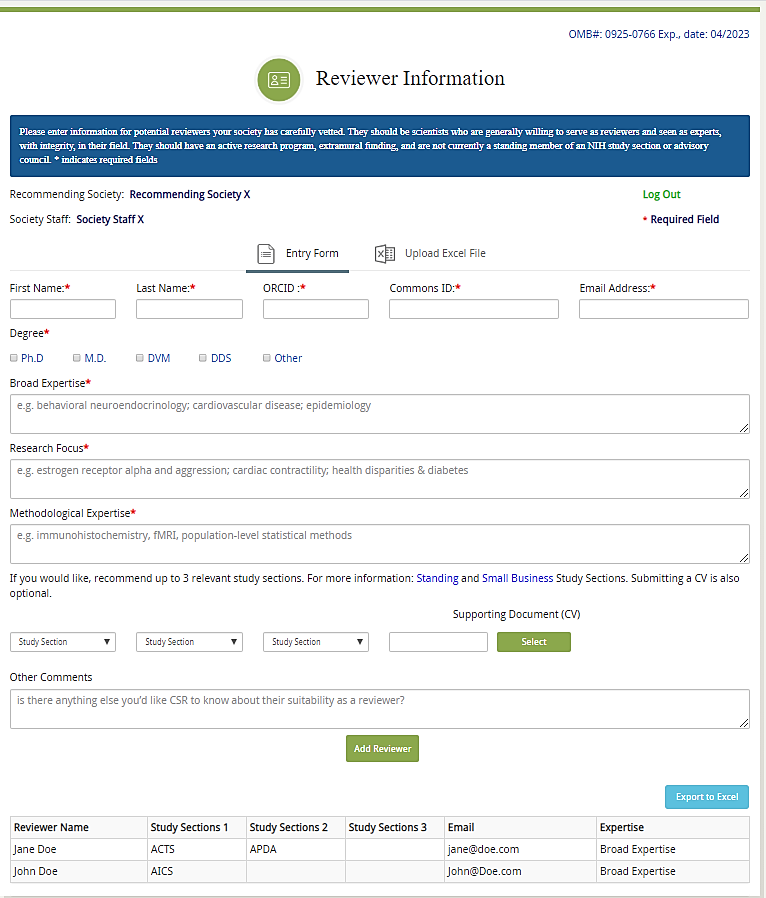 OMB#: 0925-0766 Exp., date: 04/2023
Reviewer Information
Please enter information for potential reviewers your society has carefully vetted. They should be scientists who are generally willing to serve as reviewers and seen as experts,
with integrity, in their field. They should have an active research program, extramural funding, and are not currently a standing member of an NIH study section or advisory
council. * indicates required fields
Recommending Society: Recommending Society X
Log Out
Society Staff: Society Staff X
* Required Field
Entry Form
Upload Excel File
First Name:* Last Name:* ORCID :* Commons ID:* Email Address:*
Degree*
Ph.D M.D. DVM DDS Other
Broad Expertise*
e.g. behavioral neuroendocrinology; cardiovascular disease; epidemiology
Research Focus*
e.g. estrogen receptor alpha and aggression; cardiac contractility; health disparities & diabetes
Methodological Expertise*
e.g. immunohistochemistry, fMRI, population-level statistical methods
If you would like, recommend up to 3 relevant study sections. For more information: Standing and Small Business Study Sections. Submitting a CV is also
optional.
Supporting Document (CV)
Study Section Study Section Study Section Select
Other Comments
is there anything else you'd like CSR to know about their suitability as a reviewer?
Add Reviewer
Export to Excel
Reviewer Name Study Sections 1 Study Sections 2 Study Sections 3 Email Expertise
Jane Doe ACTS APDA jane@doe.com Broad Expertise
John Doe AICS John@Doe.com Broad Expertise